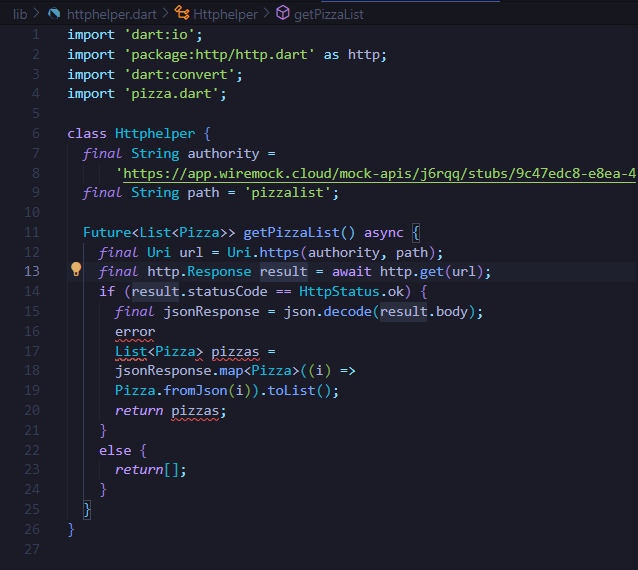 lib > httphelper.dart > Httphelper > getPizzaList
1 import 'dart:io';
2 import 'package:http/http.dart' as http;
3 import 'dart:convert';
4 import 'pizza.dart';
5
6 class Httphelper {
7 final String authority =
8 'https://app.wiremock.cloud/mock-apis/j6rqq/stubs/9c47edc8-e8ea-4
9 final String path = 'pizzalist';
10
11 Future<List<Pizza>> getPizzaList() async {
12 final Uri url = Uri.https(authority, path);
13 final http.Response result = await http.get(url);
14 if (result.statusCode == HttpStatus.ok) {
15 final jsonResponse = json.decode(result.body);
16 error
17 List<Pizza> pizzas =
18 jsonResponse.map<Pizza>((i) =>
19 Pizza.fromJson(i)).toList();
20 return pizzas;
21 }
22 else {
23 return[];
24 }
25 }
26 }
27